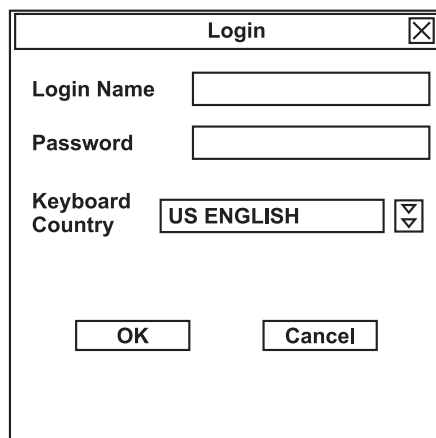 Login
Login Name
Password
Keyboard
Country
US ENGLISH
OK
Cancel